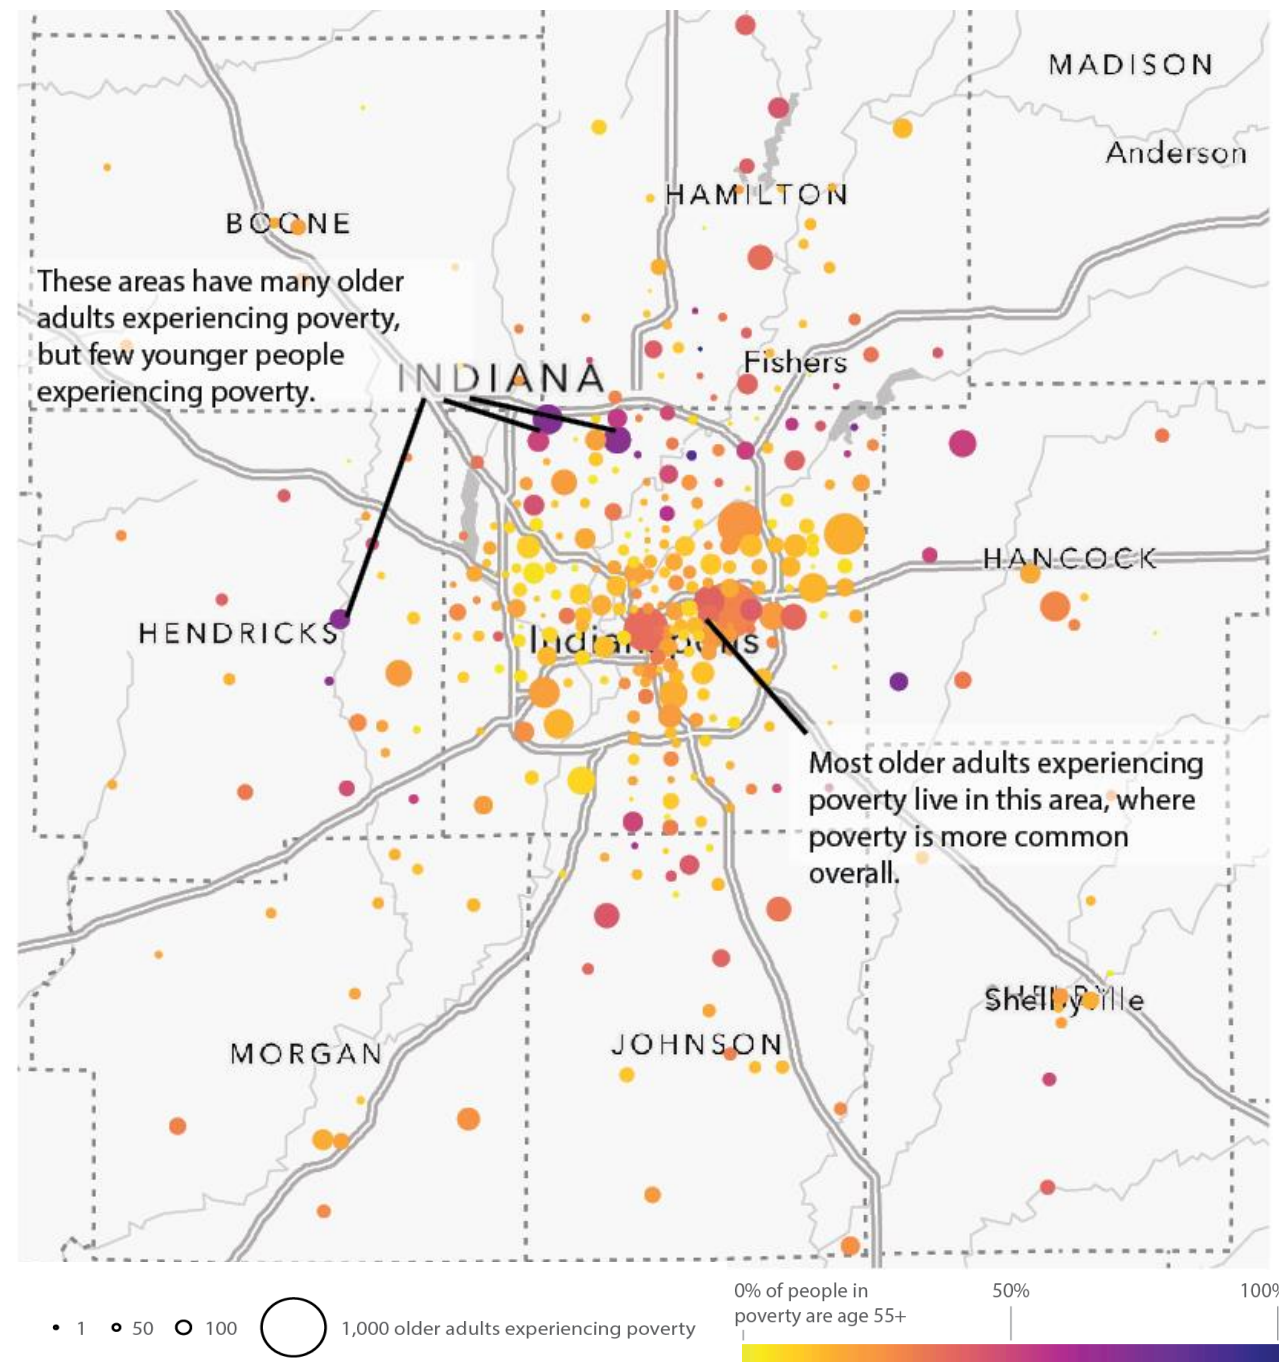 MADISON
Anderson
HAMILTON
BOONE
These areas have many older
adults experiencing poverty,
but few younger people
experiencing poverty.
INDIANA
Fishers
HANCOCK
HENDRICKS
Indianapolis
Most older adults experiencing
poverty live in this area, where
poverty is more common
overall.
Shelbyville
MORGAN
JOHNSON
0% of people in
poverty are age 55+
50%
100%
1
50
100
1,000 older adults experiencing poverty